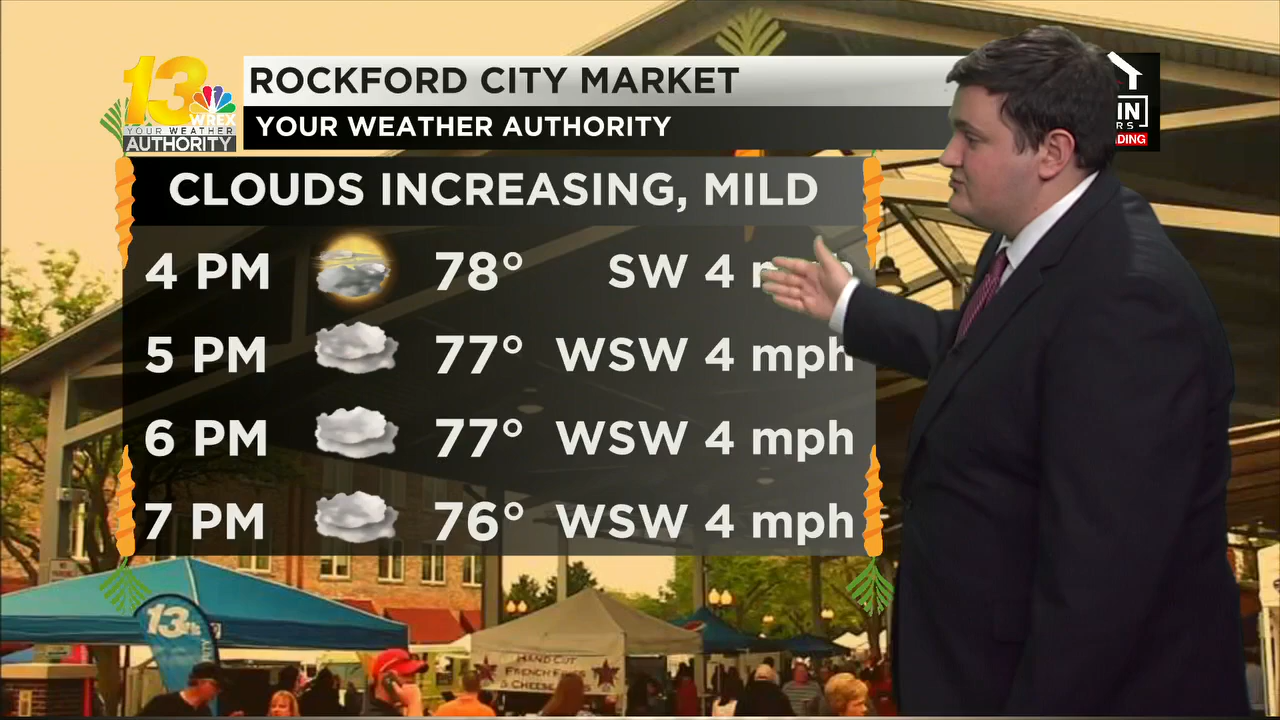 13
WREX
YOUR WEATHER
AUTHORITY
ROCKFORD CITY MARKET
YOUR WEATHER AUTHORITY
CLOUDS INCREASING, MILD
4 PM 78° SW 4 mph
5 PM 77° WSW 4 mph
6 PM 77° WSW 4 mph
7 PM 76° WSW 4 mph
13
HAND CUT
FRENCH FRIES
& CHEESE